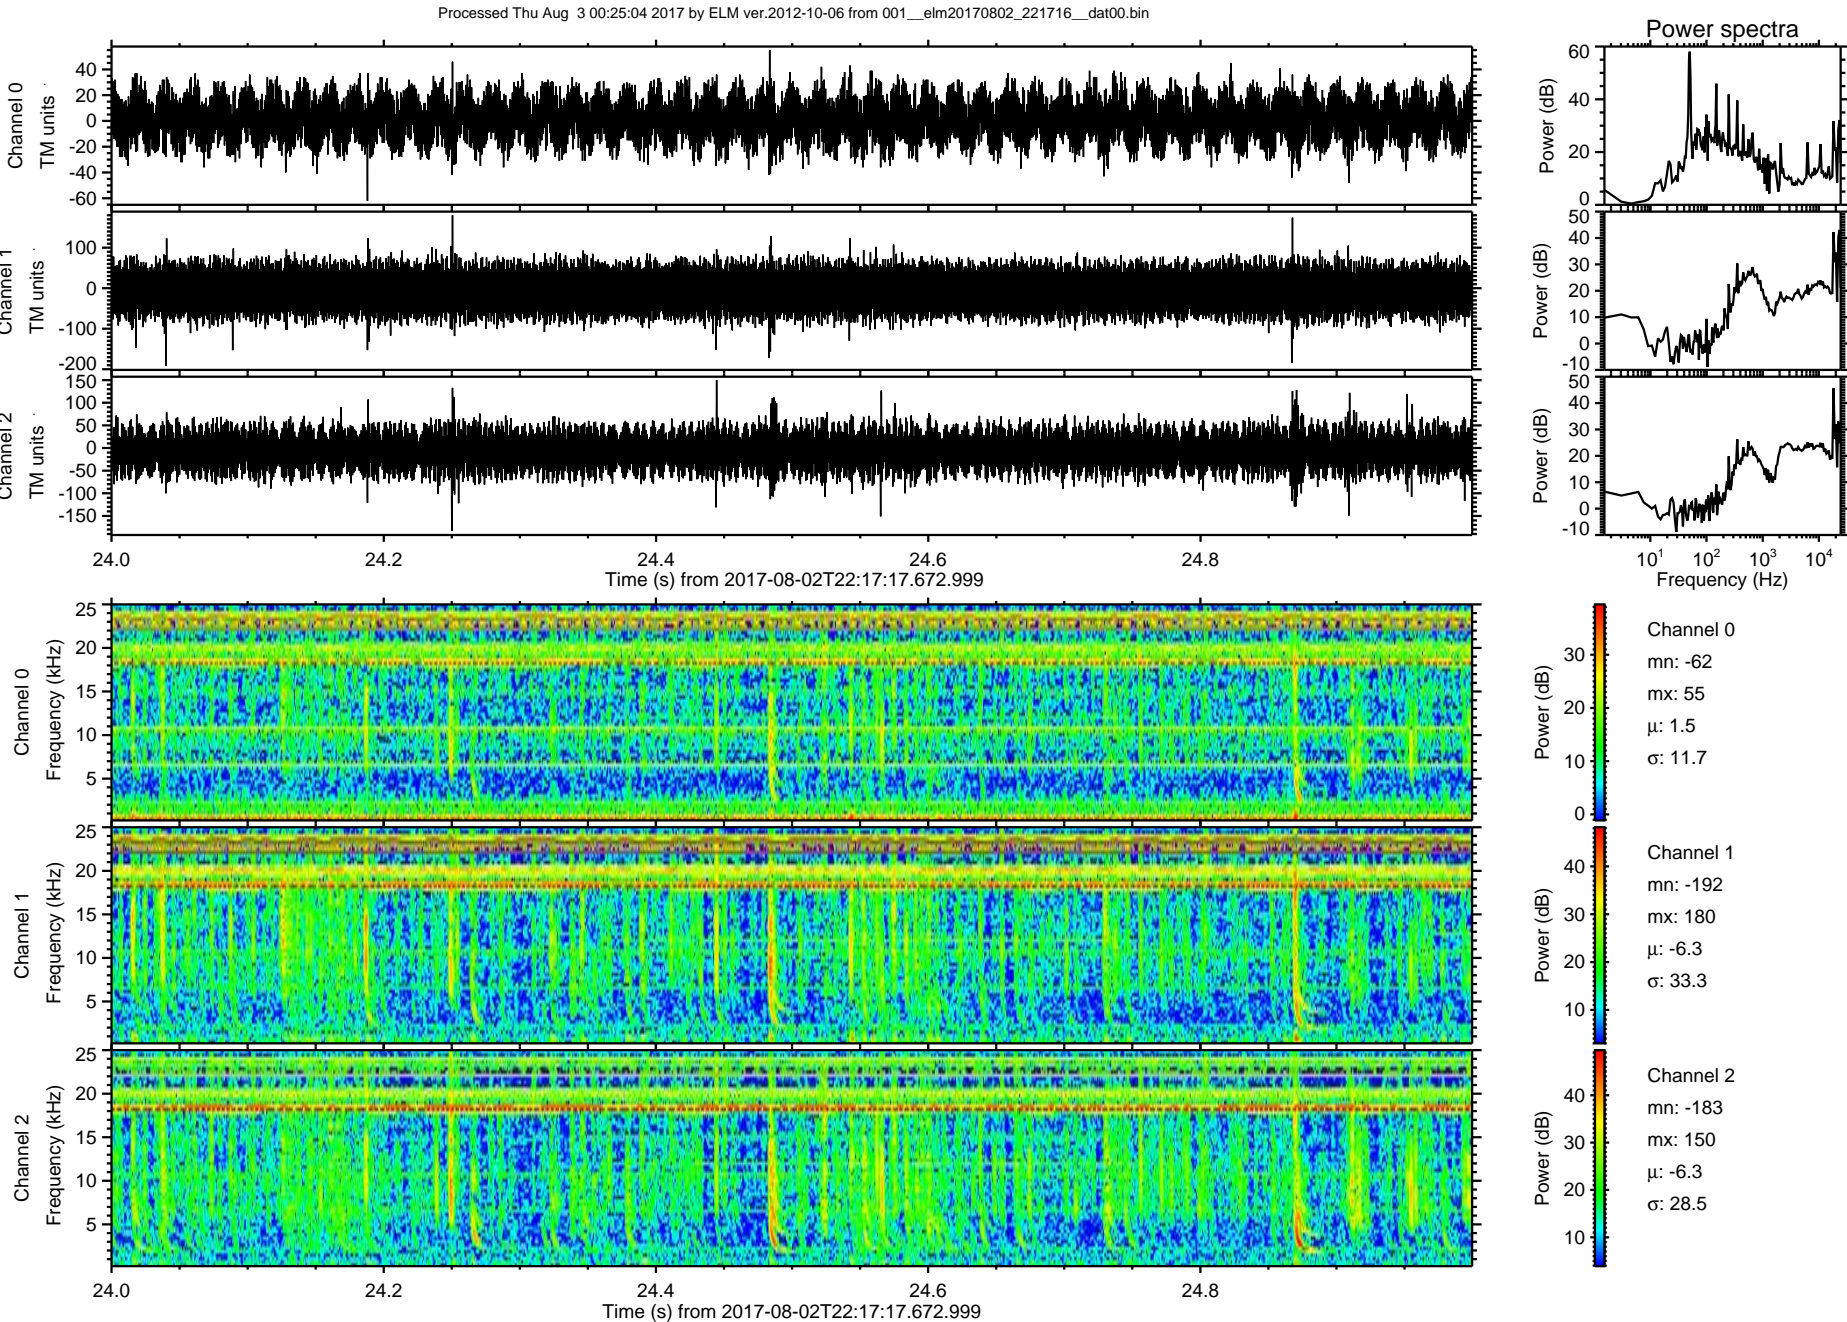 Processed Thu Aug  3 00:25:04 2017 by ELM ver.2012-10-06 from 001__elm20170802_221716__dat00.bin
Power spectra
Channel 0
TM units
40
20
0
-20
-40
-60
Power (dB)
60
40
20
0
Channel 1
TM units
100
0
-100
-200
Power (dB)
50
40
30
20
10
0
-10
Channel 2
TM units
150
100
50
0
-50
-100
-150
Power (dB)
50
40
30
20
10
0
-10
24.0 24.2 24.4 24.6 24.8
Time (s) from 2017-08-02T22:17:17.672.999
10^1 10^2 10^3 10^4
Frequency (Hz)
Channel 0
Frequency (kHz)
25
20
15
10
5
Power (dB)
30
20
10
0
Channel 0
mn: -62
mx: 55
μ: 1.5
σ: 11.7
Channel 1
Frequency (kHz)
25
20
15
10
5
Power (dB)
40
30
20
10
Channel 1
mn: -192
mx: 180
μ: -6.3
σ: 33.3
Channel 2
Frequency (kHz)
25
20
15
10
5
Power (dB)
40
30
20
10
Channel 2
mn: -183
mx: 150
μ: -6.3
σ: 28.5
24.0 24.2 24.4 24.6 24.8
Time (s) from 2017-08-02T22:17:17.672.999